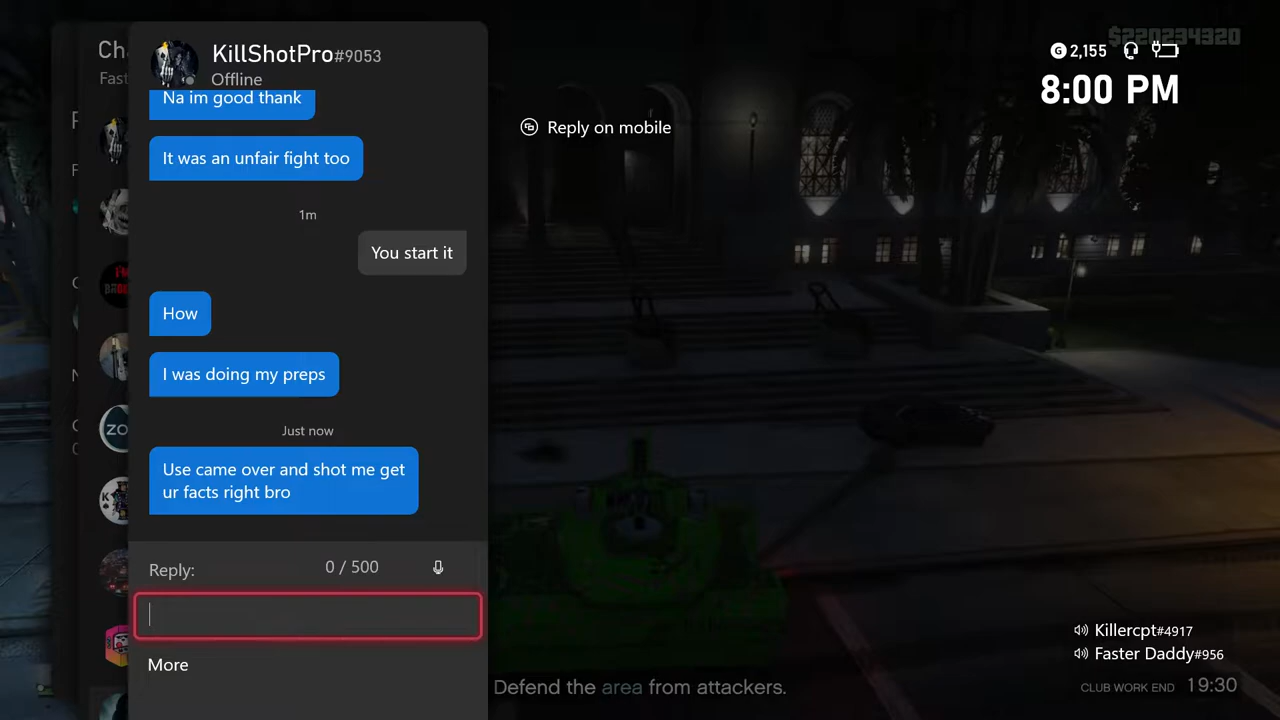 $220234320
Ch
Fast
KillShotPro#9053
Offline
2,155
8:00 PM
Na im good thank
Reply on mobile
It was an unfair fight too
1m
You start it
How
I was doing my preps
Just now
Use came over and shot me get
ur facts right bro
Reply:
0 / 500
More
Killercpt#4917
Faster Daddy#956
Defend the area from attackers.
CLUB WORK END 19:30